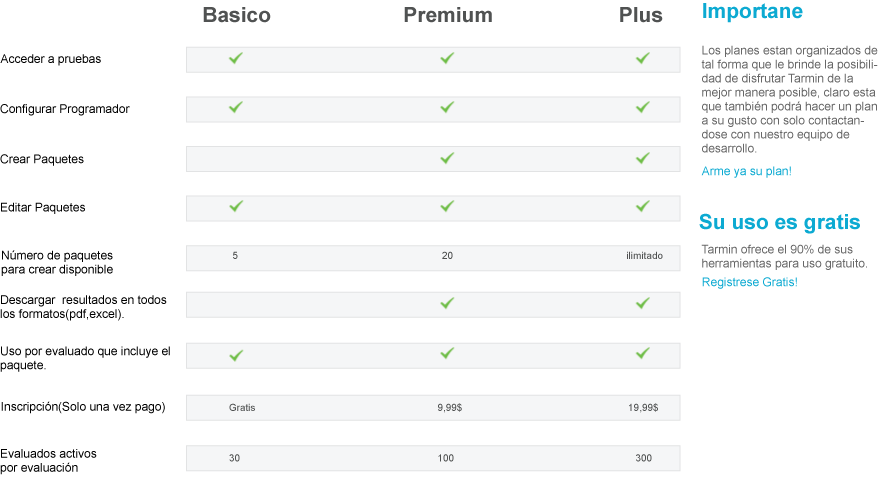 Basico Premium Plus
Acceder a pruebas
Configurar Programador
Crear Paquetes
Editar Paquetes
Número de paquetes
para crear disponible
5 20 ilimitado
Descargar resultados en todos
los formatos(pdf,excel).
Uso por evaluado que incluye el
paquete.
Inscripción(Solo una vez pago) Gratis 9,99$ 19,99$
Evaluados activos
por evaluación
30 100 300
Importane
Los planes estan organizados de
tal forma que le brinde la posibili-
dad de disfrutar Tarmin de la
mejor manera posible, claro esta
que también podrá hacer un plan
a su gusto con solo contactan-
dose con nuestro equipo de
desarrollo.
Arme ya su plan!
Su uso es gratis
Tarmin ofrece el 90% de sus
herramientas para uso gratuito.
Registrese Gratis!